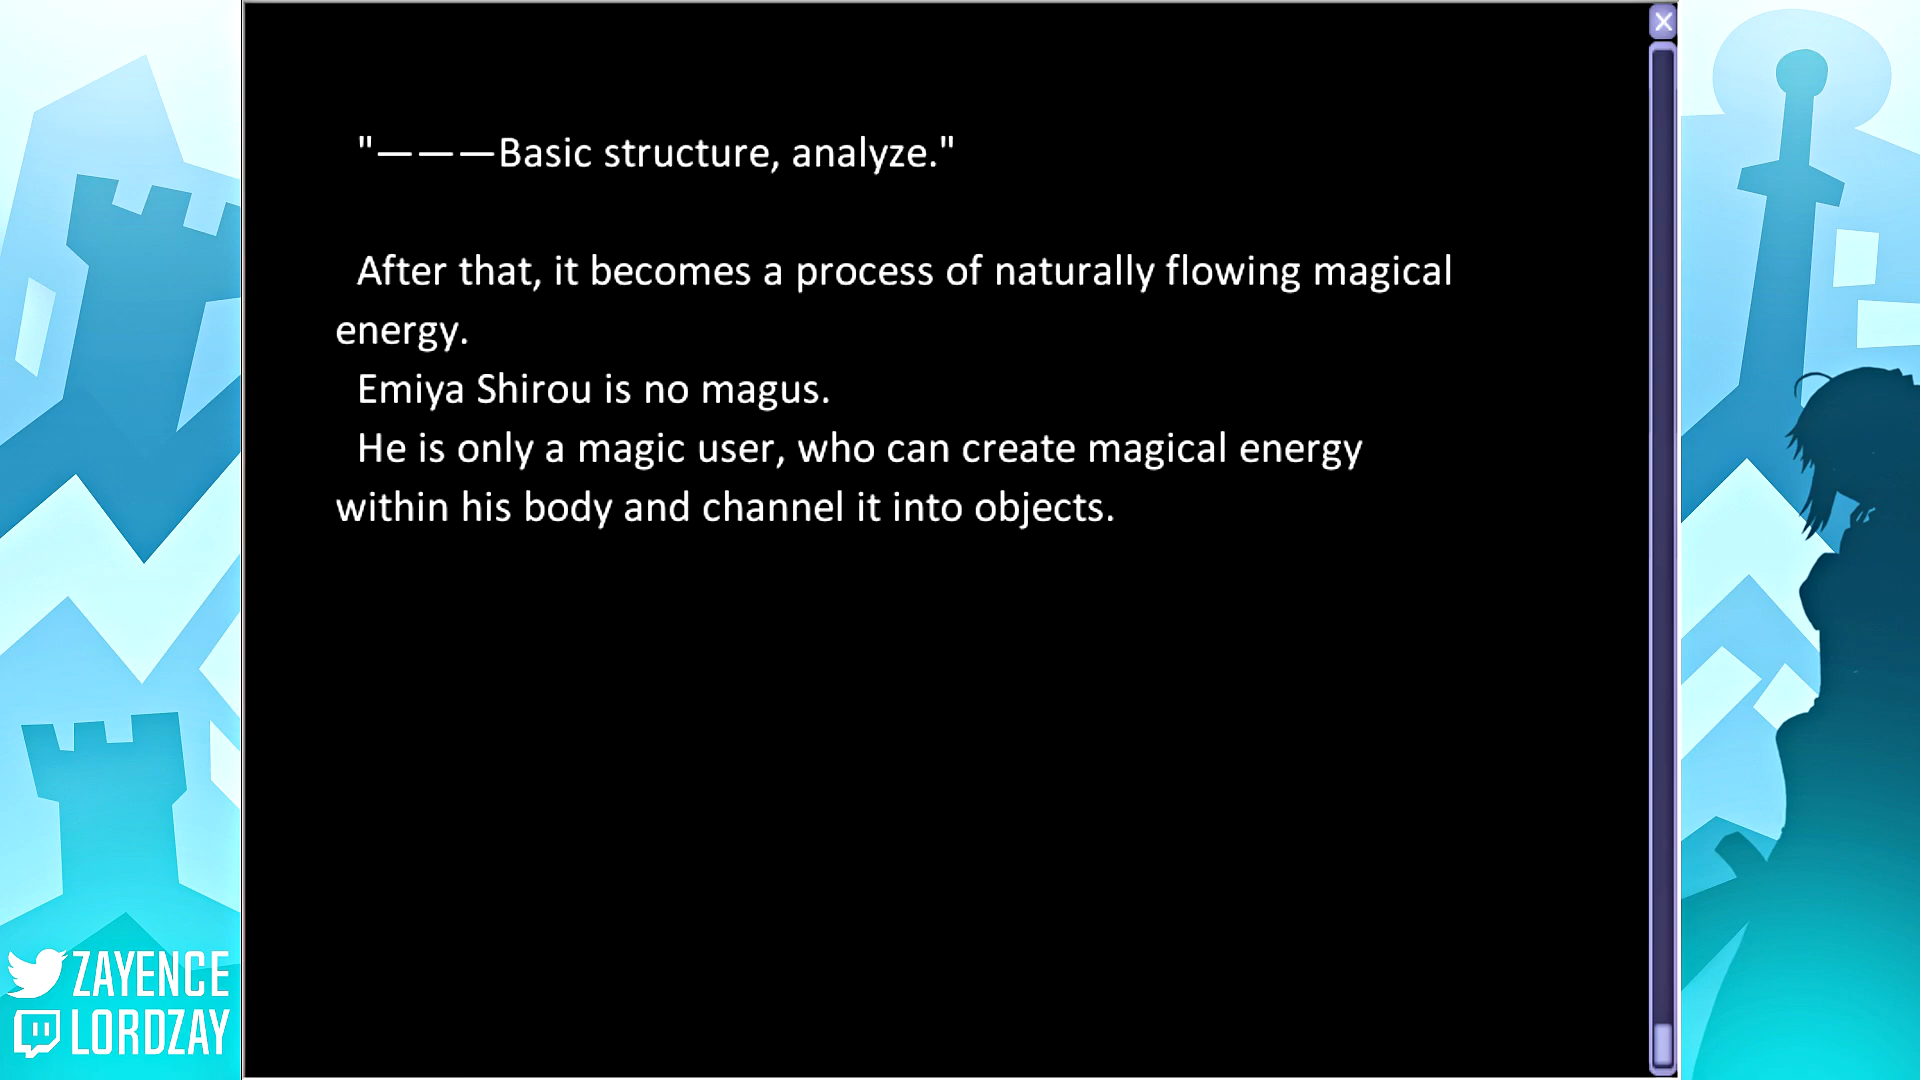 "———Basic structure, analyze."
After that, it becomes a process of naturally flowing magical
energy.
Emiya Shirou is no magus.
He is only a magic user, who can create magical energy
within his body and channel it into objects.
ZAYENCE
LORDZAY